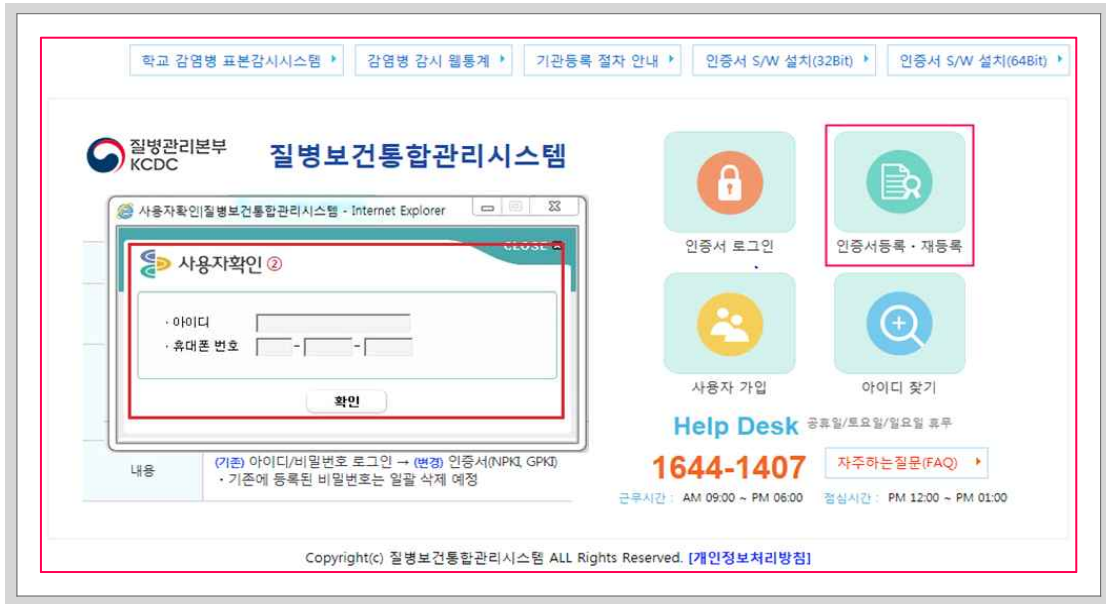 학교 감염병 표본감시시스템
감염병 감시 웹통계
기관등록 절차 안내
인증서 S/W 설치(32Bit)
인증서 S/W 설치(64Bit)
질병관리본부
KCDC
질병보건통합관리시스템
사용자확인|질병보건통합관리시스템 - Internet Explorer
CLOSE
사용자확인 ②
· 아이디
· 휴대폰 번호 - -
확인
인증서 로그인
인증서등록・재등록
사용자 가입
아이디 찾기
내용
(기존) 아이디/비밀번호 로그인 → (변경) 인증서(NPKI, GPKI)
・기존에 등록된 비밀번호는 일괄 삭제 예정
Help Desk 공휴일/토요일/일요일 휴무
1644-1407 자주하는질문(FAQ)
근무시간 : AM 09:00 ~ PM 06:00 점심시간 : PM 12:00 ~ PM 01:00
Copyright(c) 질병보건통합관리시스템 ALL Rights Reserved. [개인정보처리방침]